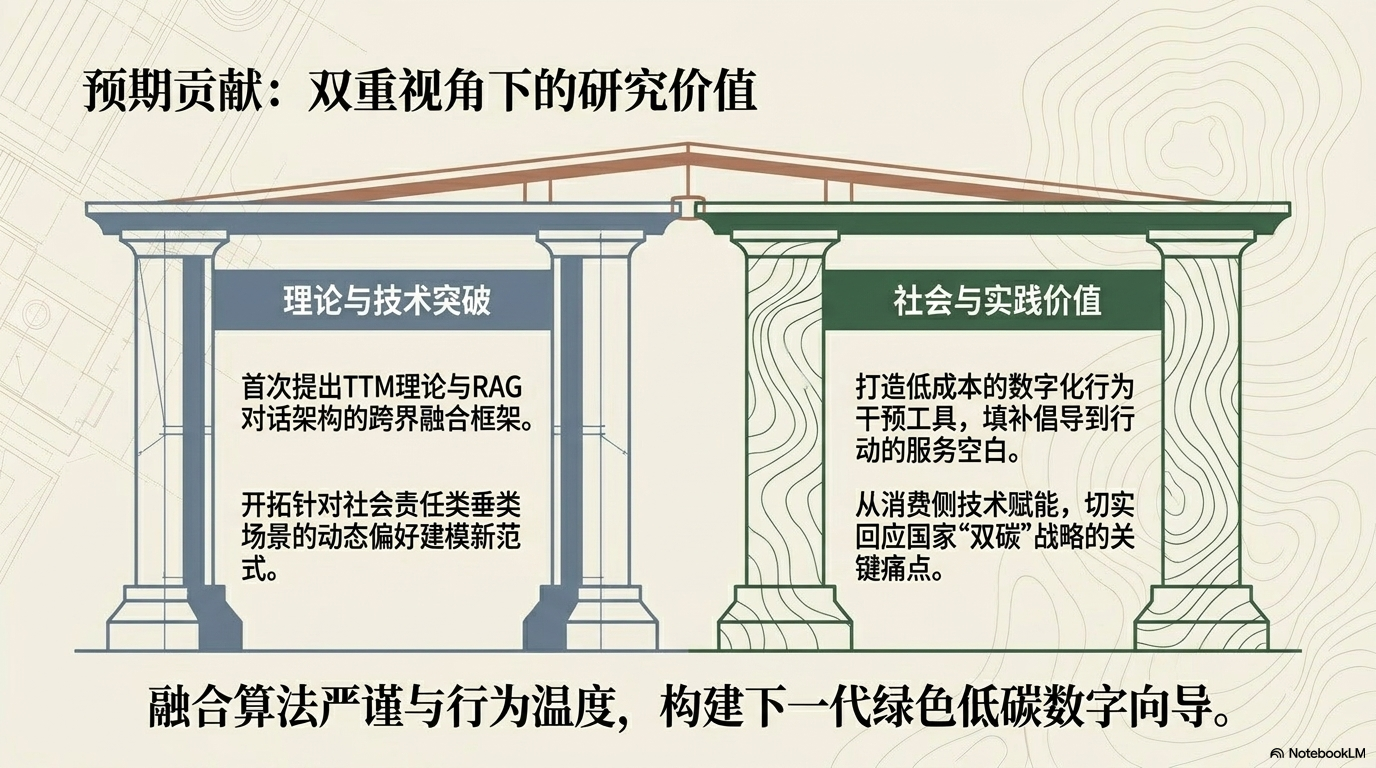 预期贡献：双重视角下的研究价值
理论与技术突破
首次提出TTM理论与RAG
对话架构的跨界融合框架。
开拓针对社会责任类垂类
场景的动态偏好建模新范
式。
社会与实践价值
打造低成本的数字化行为
干预工具，填补倡导到行
动的服务空白。
从消费侧技术赋能，切实
回应国家“双碳”战略的关
键痛点。
融合算法严谨与行为温度，构建下一代绿色低碳数字向导。
NotebookLM